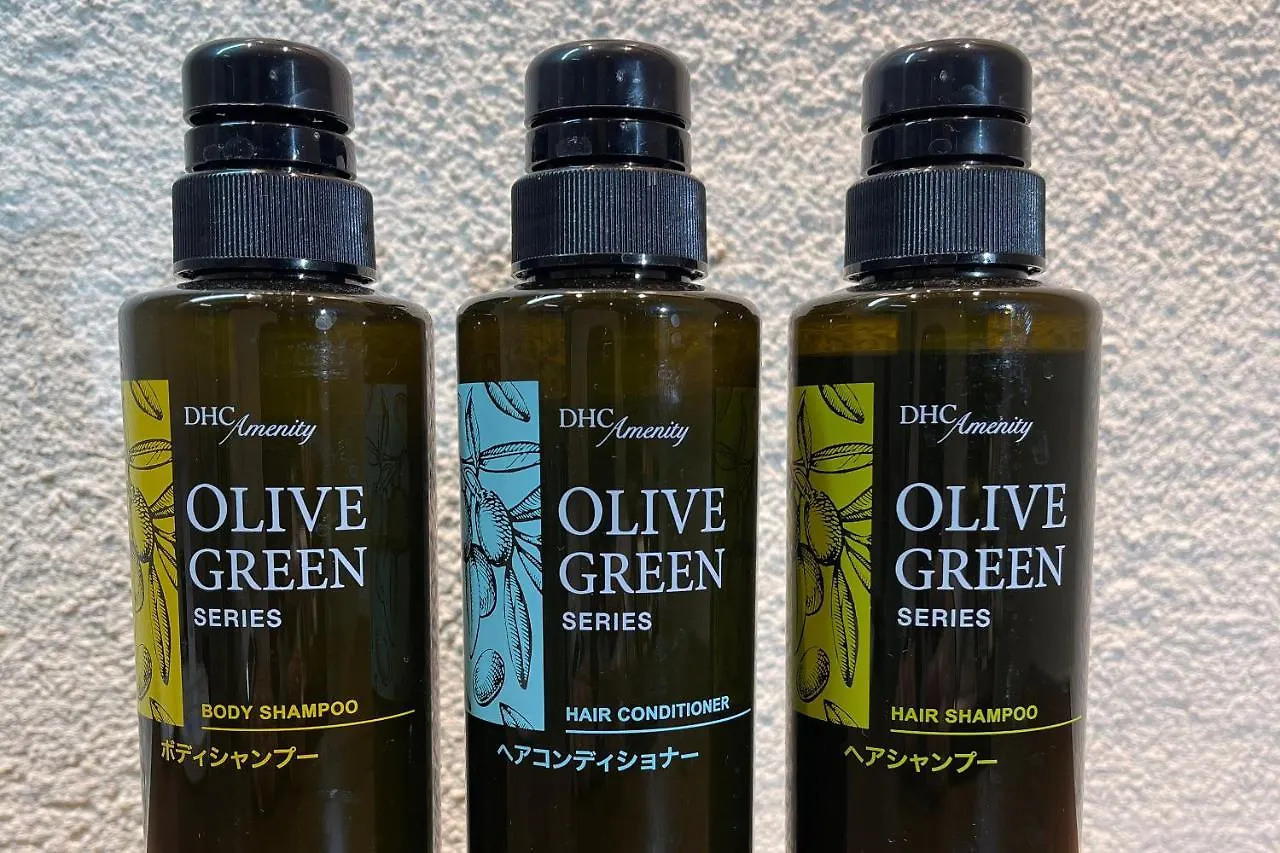 DHC Amenity
OLIVE
GREEN
SERIES
BODY SHAMPOO
ボディシャンプー
DHC Amenity
OLIVE
GREEN
SERIES
HAIR CONDITIONER
ヘアコンディショナー
DHC Amenity
OLIVE
GREEN
SERIES
HAIR SHAMPOO
ヘアシャンプー